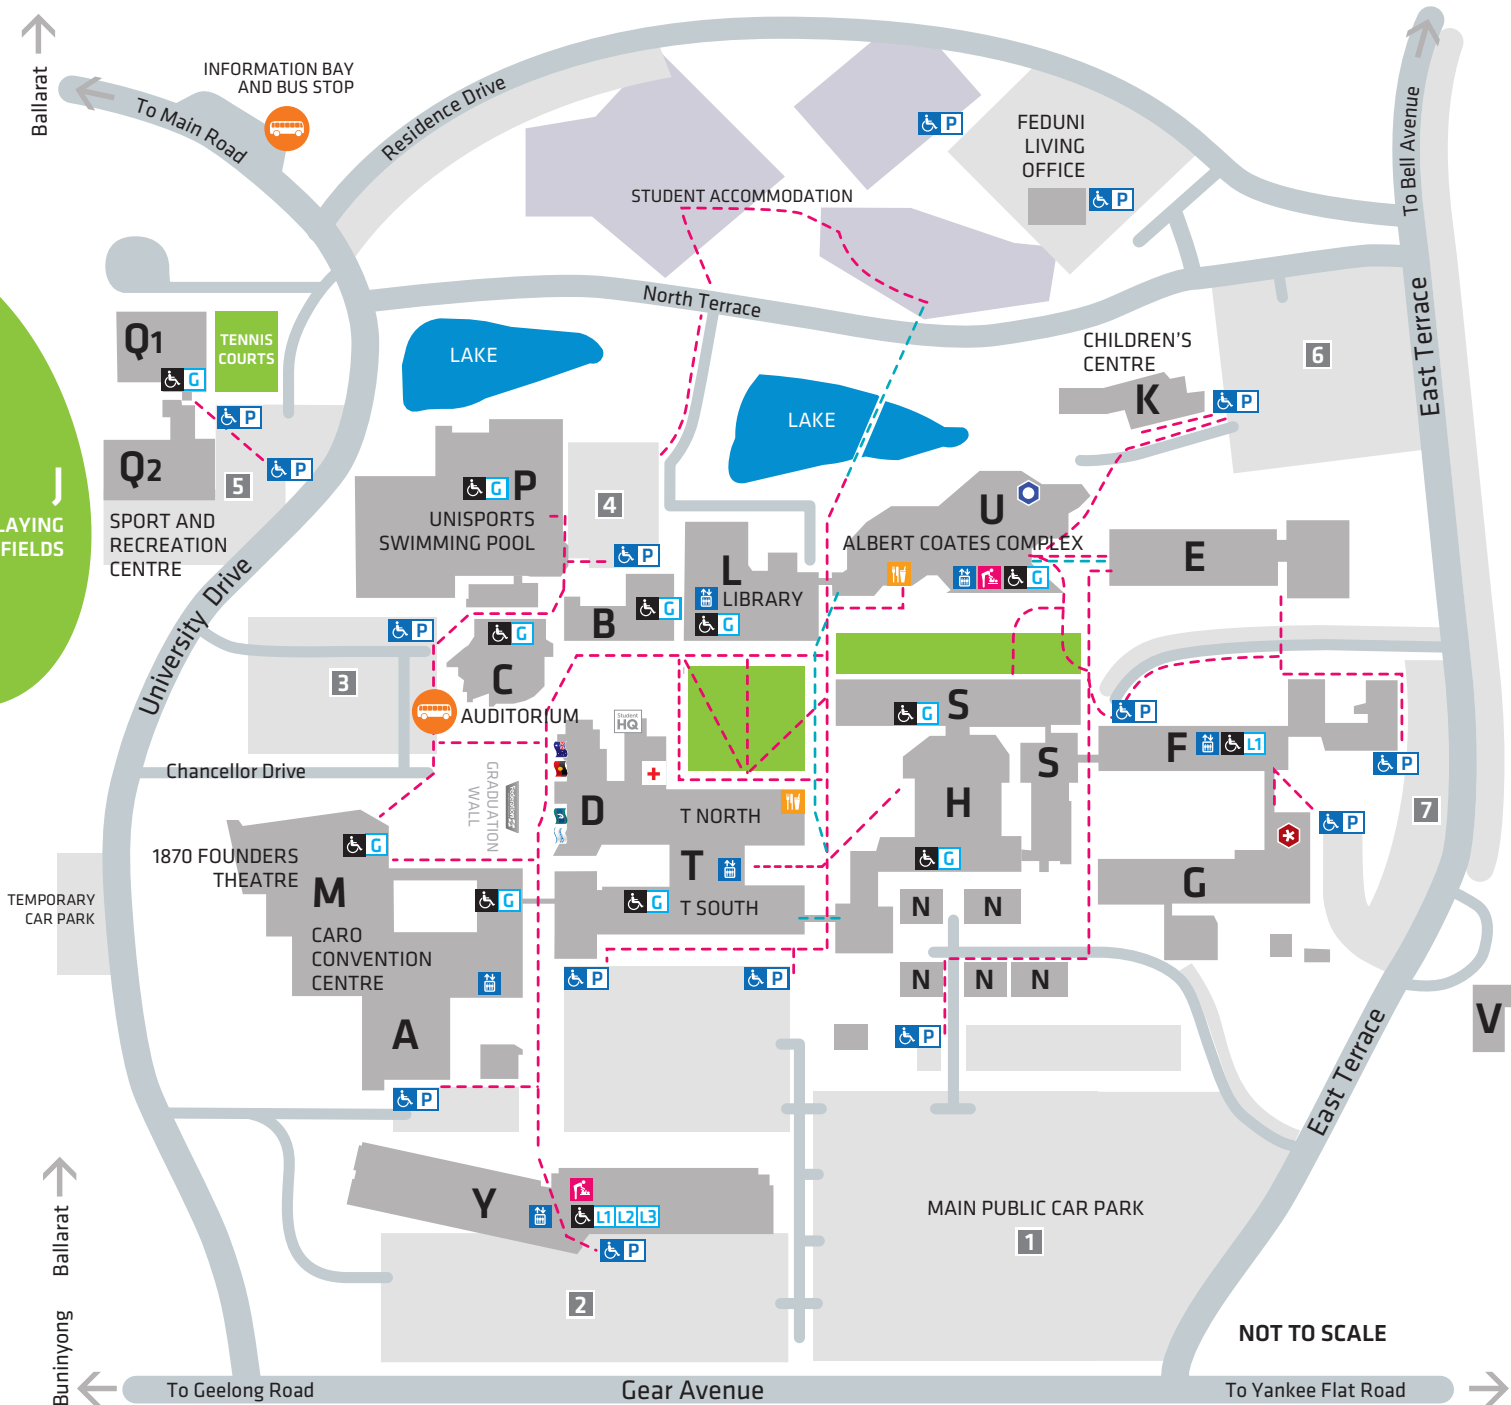 Ballarat
INFORMATION BAY
AND BUS STOP
To Main Road
Residence Drive
P
FEDUNI
LIVING
OFFICE
P
To Bell Avenue
STUDENT ACCOMMODATION
North Terrace
East Terrace
Q1
G
TENNIS
COURTS
LAKE
LAKE
CHILDREN'S
CENTRE
K
P
6
P
Q2
P
5
J
LAYING
FIELDS
SPORT AND
RECREATION
CENTRE
G P
UNISPORTS
SWIMMING POOL
4
P
U
ALBERT COATES COMPLEX
G
E
L
LIBRARY
G
B
G
University Drive
P
G
C
3
AUDITORIUM
Student
HQ
S
G
S
P
F
L1
P
7
Chancellor Drive
GRADUATION
WALL
Federation
D
T NORTH
H
P
1870 FOUNDERS
THEATRE
G
M
T
G
G
TEMPORARY
CAR PARK
G
T SOUTH
G
N
N
CARO
CONVENTION
CENTRE
P
P
N
N
N
A
P
P
V
East Terrace
Y
L1 L2 L3
P
MAIN PUBLIC CAR PARK
1
2
Ballarat
Buninyong
NOT TO SCALE
To Geelong Road
Gear Avenue
To Yankee Flat Road